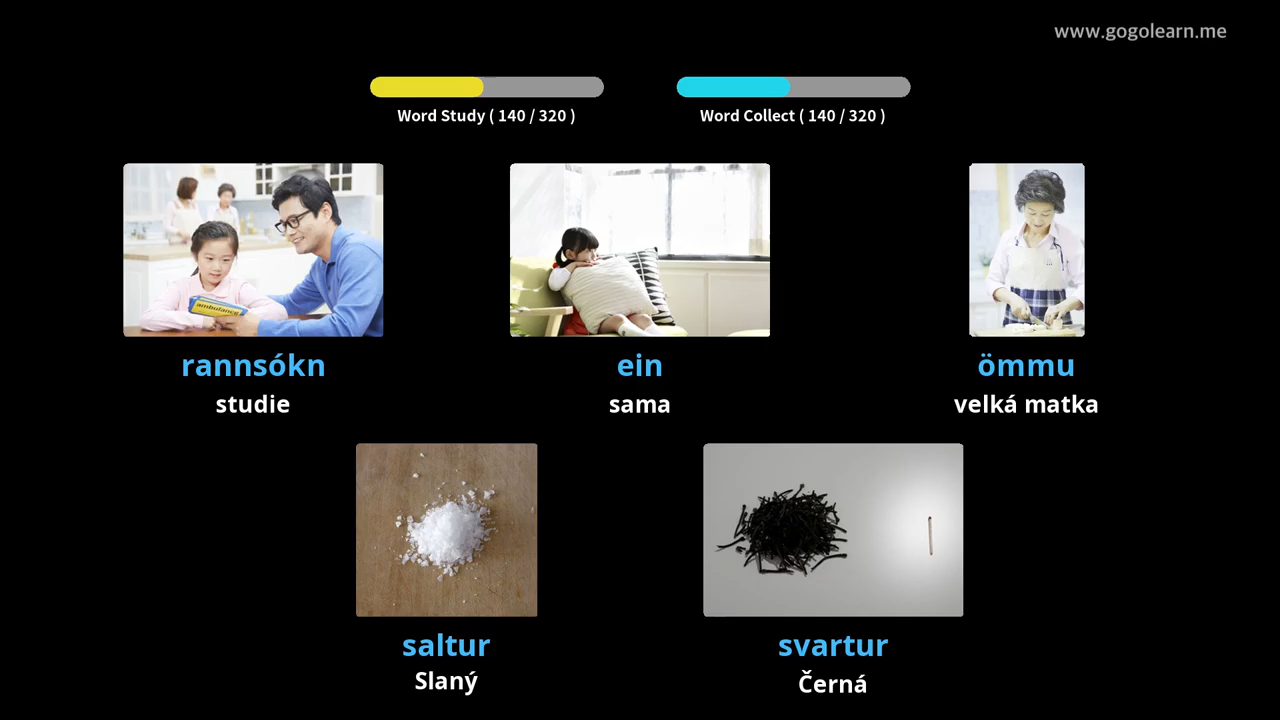 www.gogolearn.me
Word Study ( 140 / 320 )
Word Collect ( 140 / 320 )
ambulance
rannsókn
studie
ein
sama
ömmu
velká matka
saltur
Slaný
svartur
Černá